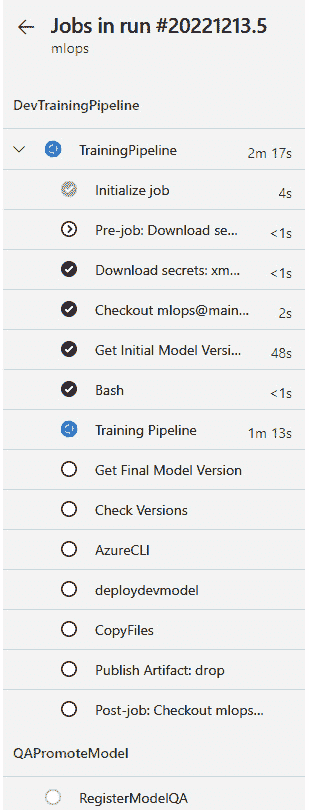 Jobs in run #20221213.5
mlops
DevTrainingPipeline
TrainingPipeline 2m 17s
Initialize job 4s
Pre-job: Download se... <1s
Download secrets: xm... <1s
Checkout mlops@main... 2s
Get Initial Model Versi... 48s
Bash <1s
Training Pipeline 1m 13s
Get Final Model Version
Check Versions
AzureCLI
deploydevmodel
CopyFiles
Publish Artifact: drop
Post-job: Checkout mlops...
QAPromoteModel
RegisterModelQA